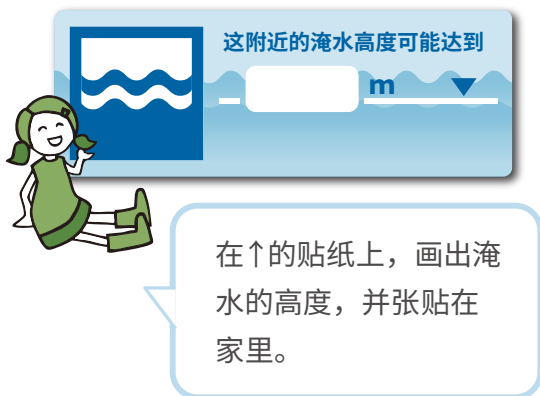 这附近的淹水高度可能达到
m
在↑的贴纸上，画出淹
水的高度，并张贴在
家里。